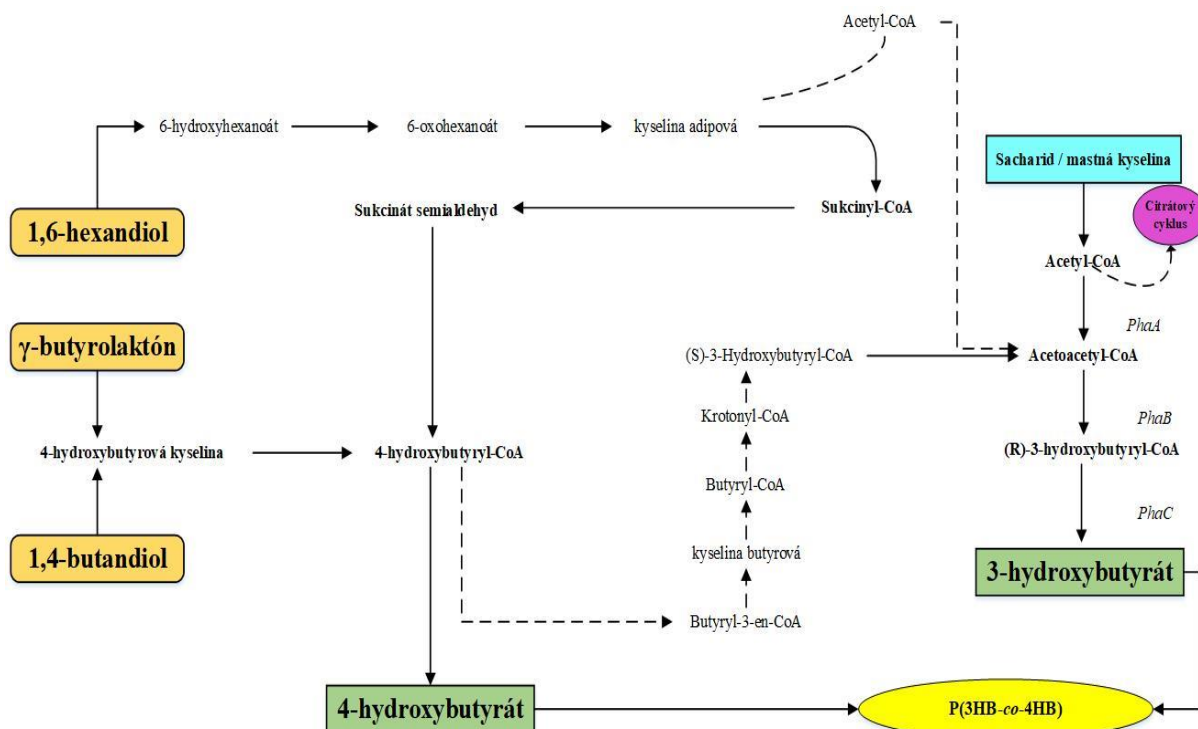 Acetyl-CoA
6-hydroxyhexanoát
6-oxohexanoát
kyselina adipová
Sacharid / mastná kyselina
1,6-hexandiol
Sukcinát semialdehyd
Sukcinyl-CoA
Citrátový
cyklus
Acetyl-CoA
γ-butyrolaktón
PhaA
(S)-3-Hydroxybutyryl-CoA
Acetoacetyl-CoA
Krotonyl-CoA
PhaB
4-hydroxybutyrová kyselina
4-hydroxybutyryl-CoA
(R)-3-hydroxybutyryl-CoA
Butyryl-CoA
PhaC
1,4-butandiol
kyselina butyrová
3-hydroxybutyrát
Butyryl-3-en-CoA
4-hydroxybutyrát
P(3HB-co-4HB)